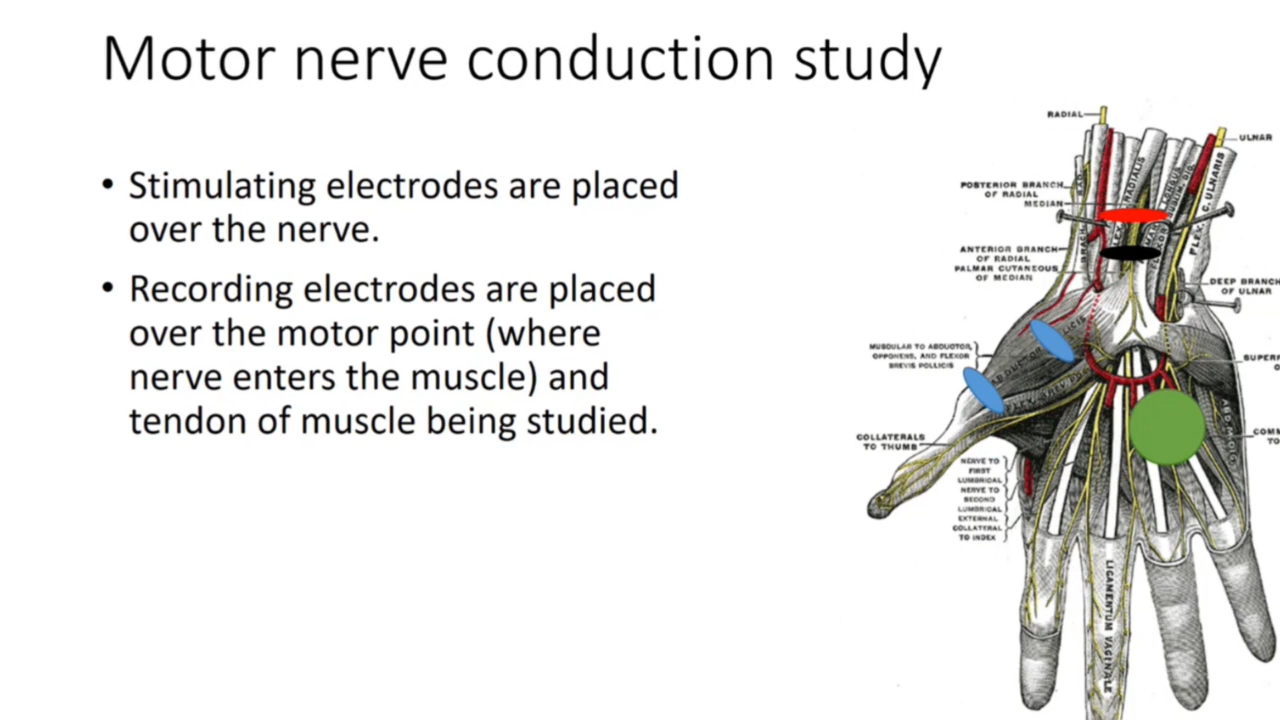 Motor nerve conduction study
• Stimulating electrodes are placed
over the nerve.
• Recording electrodes are placed
over the motor point (where
nerve enters the muscle) and
tendon of muscle being studied.
RADIAL
ULNAR
POSTERIOR BRANCH
OF RADIAL
MEDIAN
RADIALIS
C. ULNARIS
ANTERIOR BRANCH
OF RADIAL
PALMAR CUTANEOUS
OF MEDIAN
DEEP BRANCH
OF ULNAR
MUSCULAR TO ABDUCTOR,
OPPONENS, AND FLEXOR
BREVIS POLLICIS
COLLATERALS
TO THUMB
NERVE TO
FIRST
LUMBRICAL
NERVE TO
SECOND
LUMBRICAL
EXTERNAL
COLLATERAL
TO INDEX
LIGAMENTUM VAGINALE